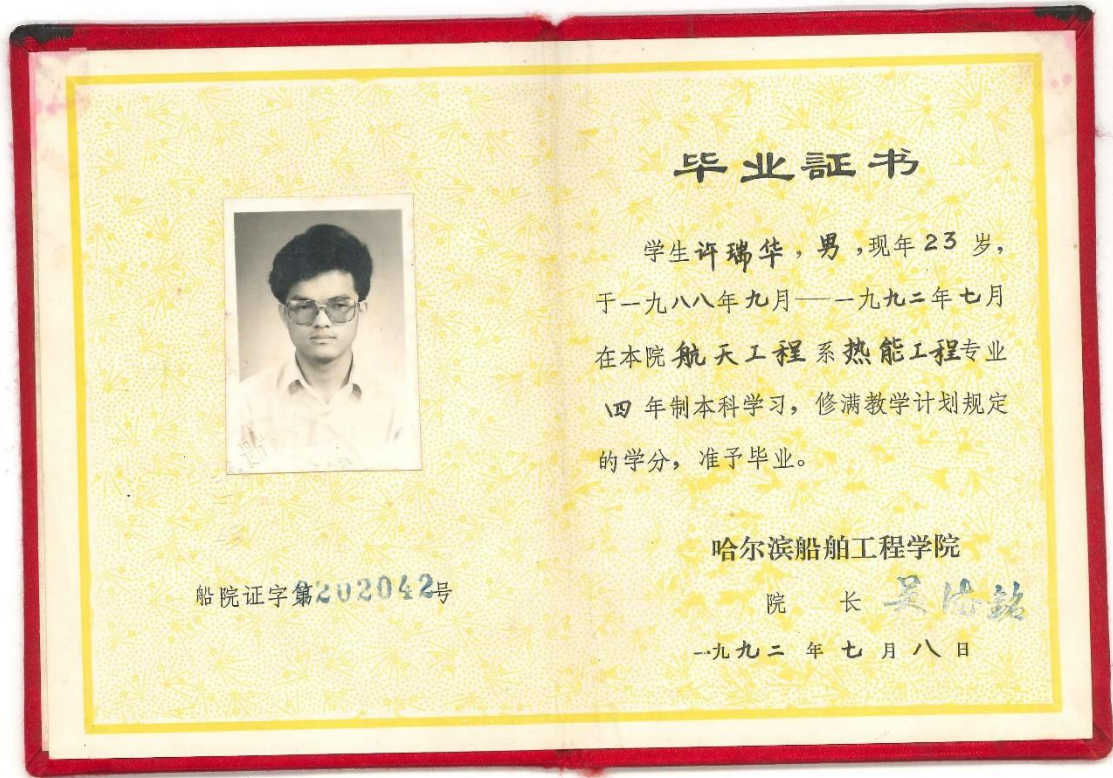 船院证字第9202042号
毕业証书
学生许瑞华，男，现年23岁，
于一九八八年九月——一九九二年七月
在本院航天工程系热能工程专业
四年制本科学习，修满教学计划规定
的学分，准予毕业。
哈尔滨船舶工程学院
院 长 吴德铭
一九九二年七月八日